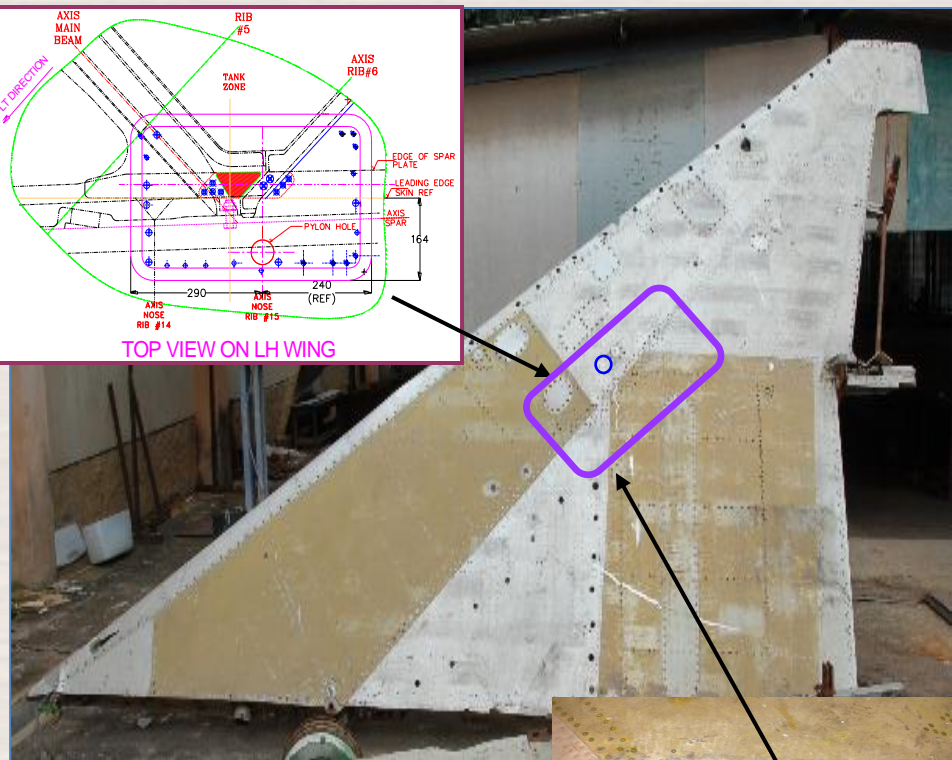 AXIS
MAIN
BEAM
RIB
#5
AXIS
RIB#6
TANK
ZONE
LT DIRECTION
EDGE OF SPAR
PLATE
LEADING EDGE
SKIN REF
AXIS
SPAR
PYLON HOLE
164
290
240
(REF)
AXIS
NOSE
RIB #14
AXIS
NOSE
RIB #15
TOP VIEW ON LH WING